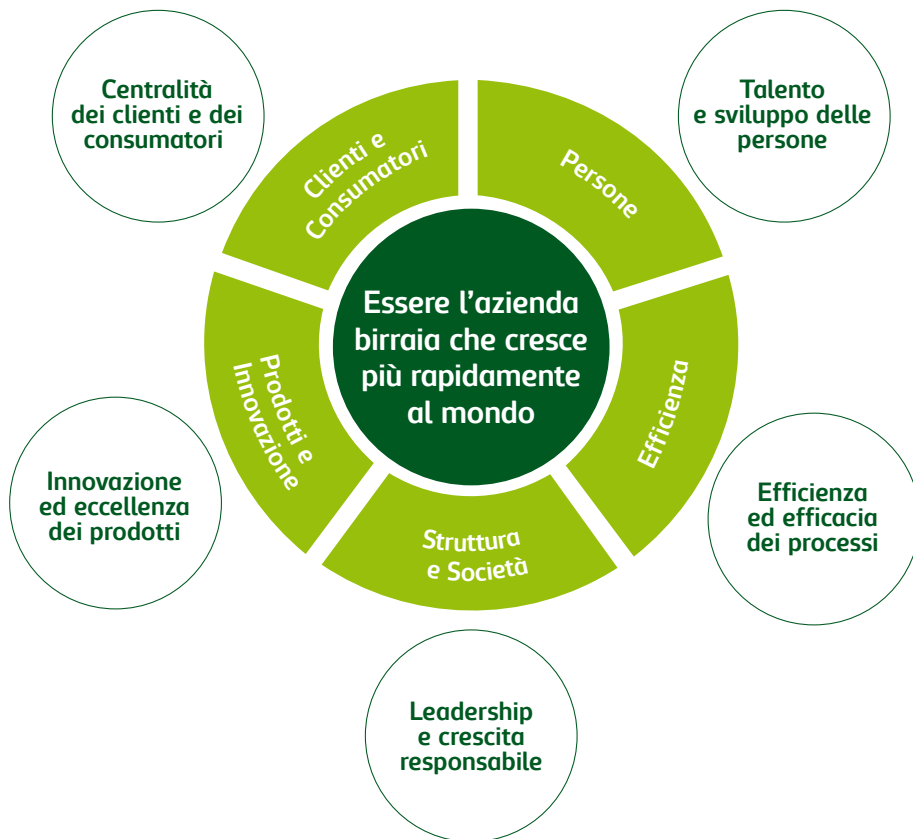 Centralità
dei clienti e dei
consumatori
Talento
e sviluppo delle
persone
Clienti e
Consumatori
Persone
Essere l’azienda
birraia che cresce
più rapidamente
al mondo
Prodotti e
Innovazione
Efficienza
Struttura
e Società
Innovazione
ed eccellenza
dei prodotti
Efficienza
ed efficacia
dei processi
Leadership
e crescita
responsabile